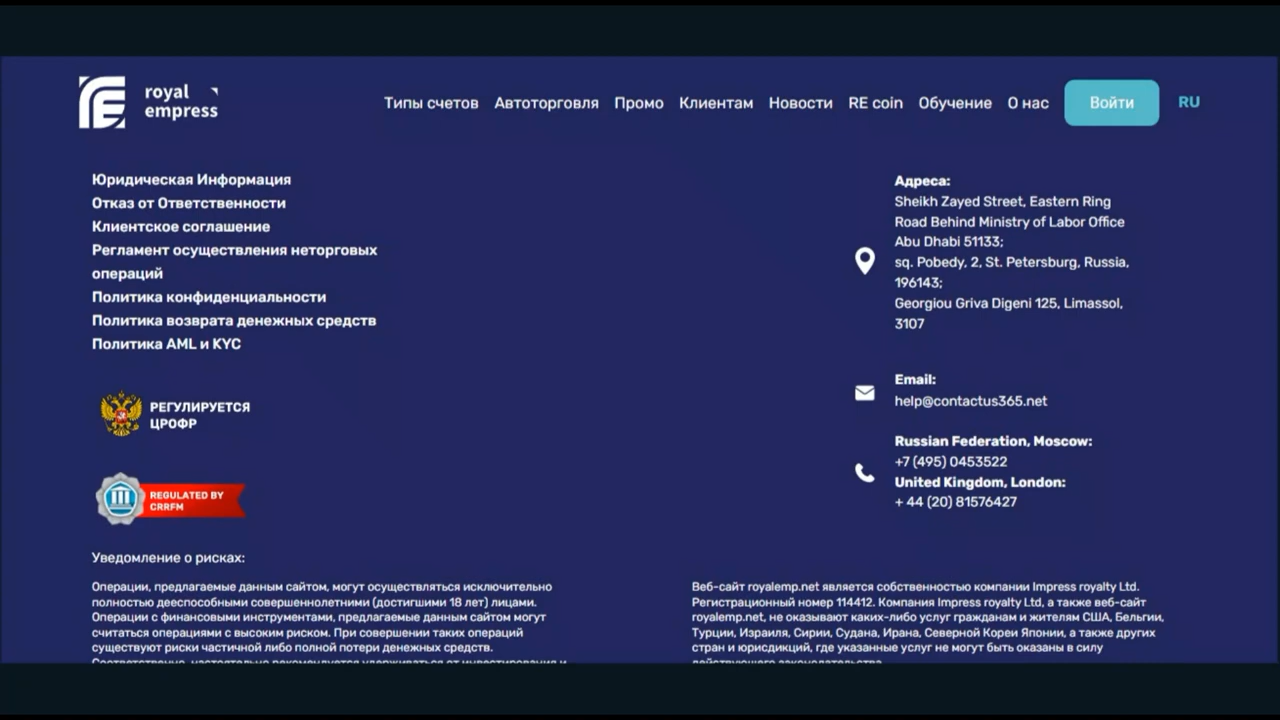 royal
empress
Типы счетов Автоторговля Промо Клиентам Новости RE coin Обучение О нас Войти RU
Юридическая Информация
Отказ от Ответственности
Клиентское соглашение
Регламент осуществления неторговых
операций
Политика конфиденциальности
Политика возврата денежных средств
Политика AML и KYC
РЕГУЛИРУЕТСЯ
ЦРОФР
REGULATED BY
CRRFM
Адреса:
Sheikh Zayed Street, Eastern Ring
Road Behind Ministry of Labor Office
Abu Dhabi 51133;
sq. Pobedy, 2, St. Petersburg, Russia,
196143;
Georgiou Griva Digeni 125, Limassol,
3107
Email:
help@contactus365.net
Russian Federation, Moscow:
+7 (495) 0453522
United Kingdom, London:
+ 44 (20) 81576427
Уведомление о рисках:
Операции, предлагаемые данным сайтом, могут осуществляться исключительно
полностью дееспособными совершеннолетними (достигшими 18 лет) лицами.
Операции с финансовыми инструментами, предлагаемые данным сайтом могут
считаться операциями с высоким риском. При совершении таких операций
существуют риски частичной либо полной потери денежных средств.
Соответственно, настоятельно рекомендуется удерживаться от инвестирования и
Веб-сайт royalemp.net является собственностью компании Impress royalty Ltd.
Регистрационный номер 114412. Компания Impress royalty Ltd, а также веб-сайт
royalemp.net, не оказывают каких-либо услуг гражданам и жителям США, Бельгии,
Турции, Израиля, Сирии, Судана, Ирана, Северной Кореи Японии, а также других
стран и юрисдикций, где указанные услуг не могут быть оказаны в силу
действующего законодательства.